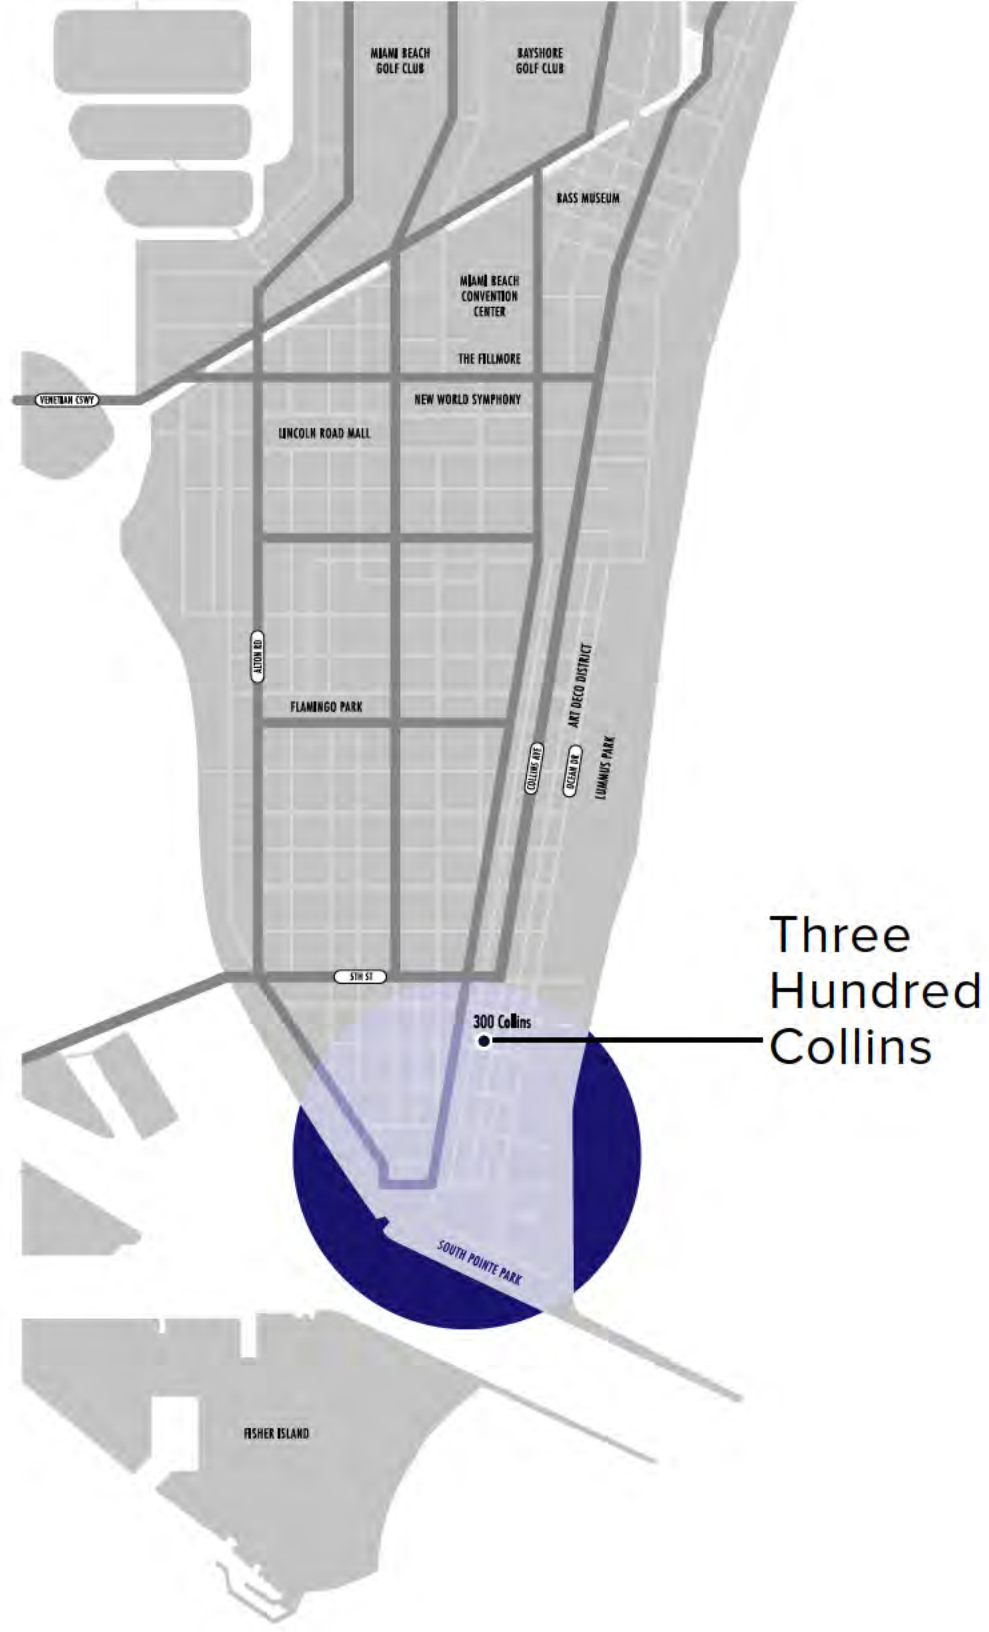 MIAMI BEACH
GOLF CLUB
BAYSHORE
GOLF CLUB
BASS MUSEUM
MIAMI BEACH
CONVENTION
CENTER
THE FILLMORE
VENETIAN CSWY
NEW WORLD SYMPHONY
LINCOLN ROAD MALL
ALTON RD
ART DECO DISTRICT
FLAMINGO PARK
COLLINS AVE
OCEAN DR
LUMMUS PARK
Three
Hundred
Collins
5TH ST
300 Collins
SOUTH POINTE PARK
FISHER ISLAND